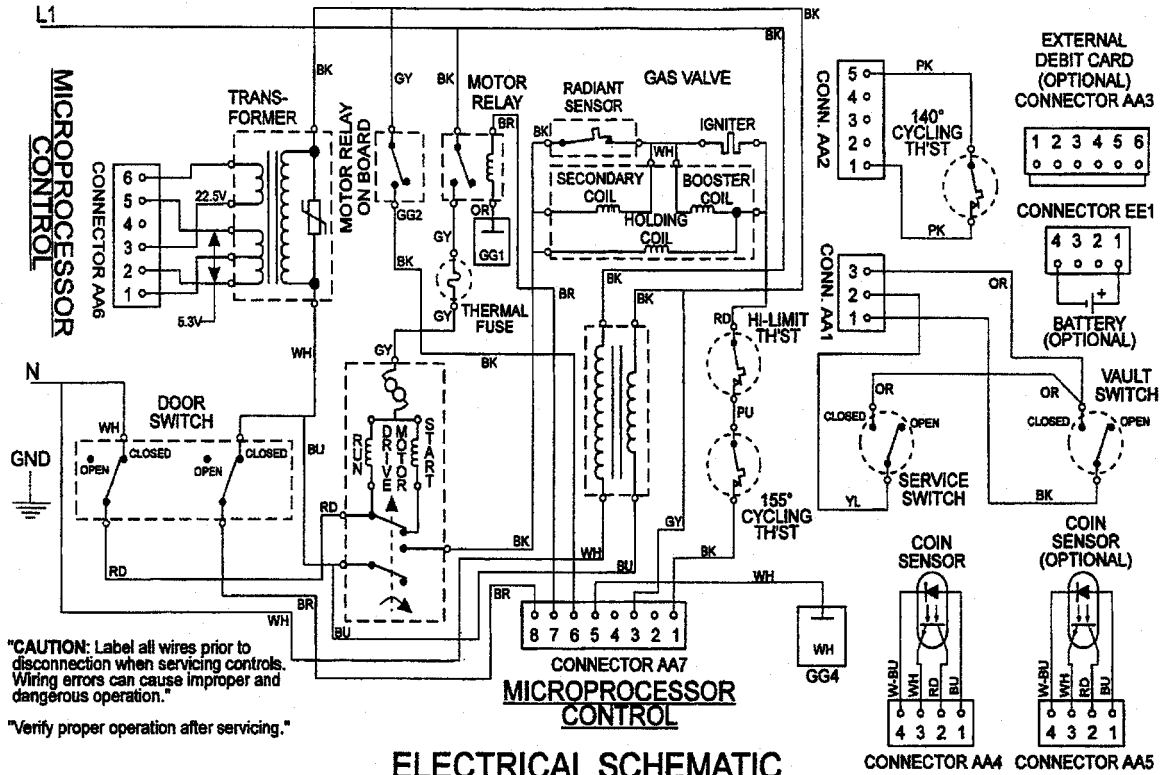 L1
BK
BK
MICROPROCESSOR
CONTROL
CONNECTOR AA6
6
5
4
3
2
1
22.5V
5.3V
TRANS-
FORMER
BK
MOTOR RELAY
ON BOARD
GY
GG2
BK
BK
MOTOR
RELAY
BR
OR
GG1
GY
THERMAL
FUSE
GY
GY
BR
BK
GAS VALVE
RADIANT
SENSOR
BK
WH
IGNITER
SECONDARY
COIL
BOOSTER
COIL
HOLDING
COIL
BK
BK
CONN. AA2
5
4
3
2
1
PK
140°
CYCLING
TH'ST
PK
EXTERNAL
DEBIT CARD
(OPTIONAL)
CONNECTOR AA3
1 2 3 4 5 6
CONNECTOR EE1
4 3 2 1
+
BATTERY
(OPTIONAL)
CONN. AA1
3
2
1
OR
RD
HI-LIMIT
TH'ST
PU
155°
CYCLING
TH'ST
BK
GY
WH
BU
WH
N
GND
DOOR
SWITCH
WH
OPEN
CLOSED
OPEN
CLOSED
WH
BU
RUN
DRIVE
MOTOR
START
RD
BK
RD
BR
WH
BU
BR
OR
CLOSED
OPEN
SERVICE
SWITCH
YL
OR
VAULT
SWITCH
CLOSED
OPEN
BK
8 7 6 5 4 3 2 1
CONNECTOR AA7
MICROPROCESSOR
CONTROL
WH
GG4
COIN
SENSOR
W-BU
WH
RD
BU
4 3 2 1
CONNECTOR AA4
COIN
SENSOR
(OPTIONAL)
W-BU
WH
RD
BU
4 3 2 1
CONNECTOR AA5
"CAUTION: Label all wires prior to
disconnection when servicing controls.
Wiring errors can cause improper and
dangerous operation."
"Verify proper operation after servicing."
ELECTRICAL SCHEMATIC